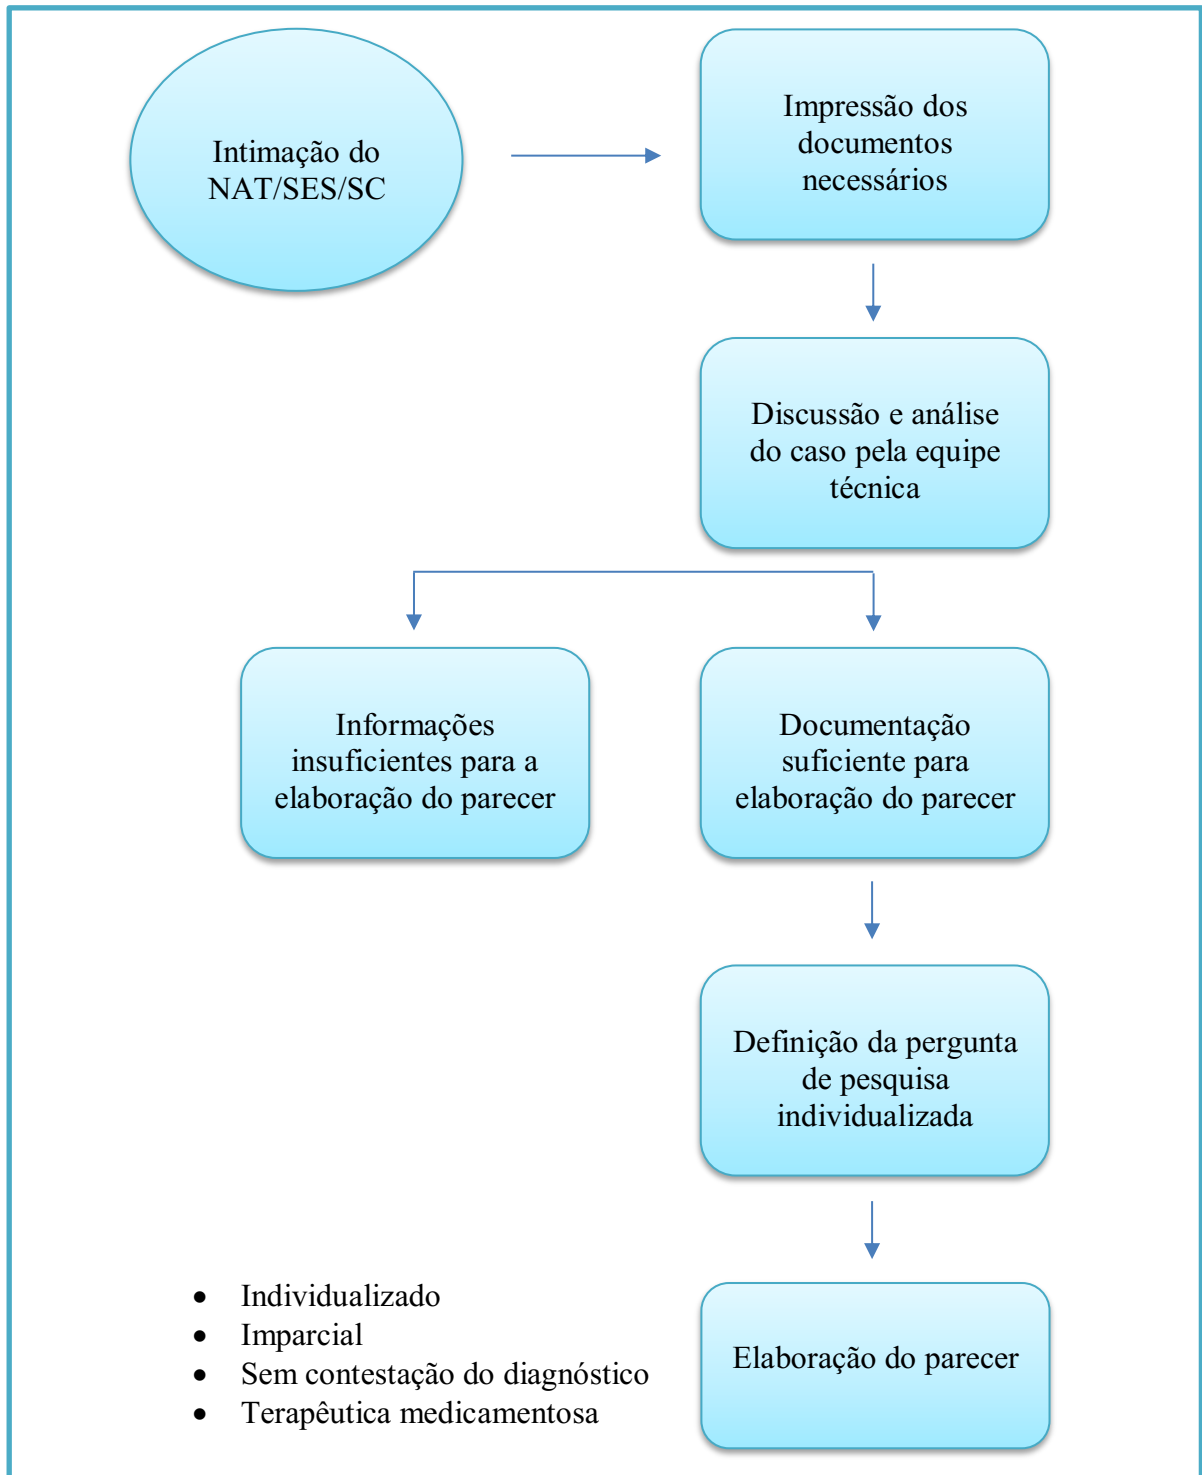 Intimação do
NAT/SES/SC
Impressão dos
documentos
necessários
Discussão e análise
do caso pela equipe
técnica
Informações
insuficientes para a
elaboração do parecer
Documentação
suficiente para
elaboração do parecer
Definição da pergunta
de pesquisa
individualizada
• Individualizado
• Imparcial
• Sem contestação do diagnóstico
• Terapêutica medicamentosa
Elaboração do parecer